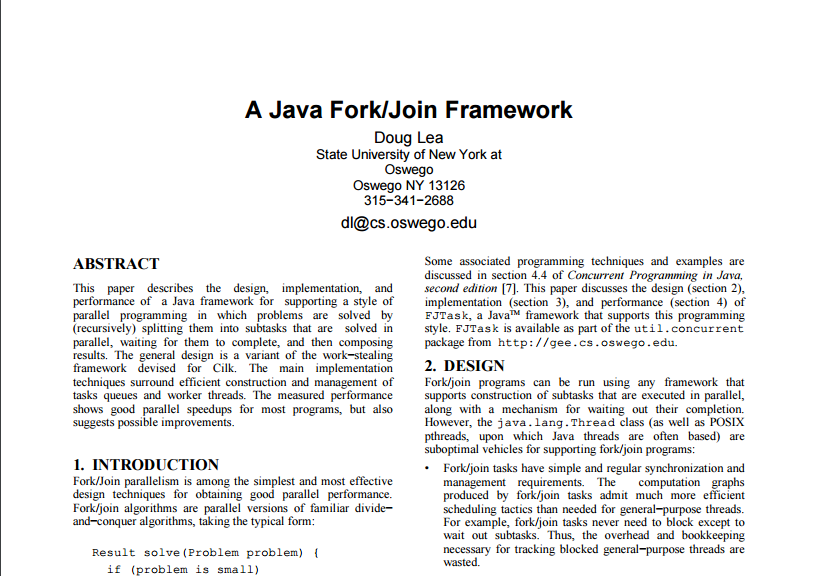 A Java Fork/Join Framework
Doug Lea
State University of New York at
Oswego
Oswego NY 13126
315−341−2688
dl@cs.oswego.edu
ABSTRACT
This paper describes the design, implementation, and
performance of a Java framework for supporting a style of
parallel programming in which problems are solved by
(recursively) splitting them into subtasks that are solved in
parallel, waiting for them to complete, and then composing
results. The general design is a variant of the work−stealing
framework devised for Cilk. The main implementation
techniques surround efficient construction and management of
tasks queues and worker threads. The measured performance
shows good parallel speedups for most programs, but also
suggests possible improvements.
1. INTRODUCTION
Fork/Join parallelism is among the simplest and most effective
design techniques for obtaining good parallel performance.
Fork/join algorithms are parallel versions of familiar divide−
and−conquer algorithms, taking the typical form:
Result solve(Problem problem) {
if (problem is small)
Some associated programming techniques and examples are
discussed in section 4.4 of Concurrent Programming in Java,
second edition [7]. This paper discusses the design (section 2),
implementation (section 3), and performance (section 4) of
FJTask, a Java™ framework that supports this programming
style. FJTask is available as part of the util.concurrent
package from http://gee.cs.oswego.edu.
2. DESIGN
Fork/join programs can be run using any framework that
supports construction of subtasks that are executed in parallel,
along with a mechanism for waiting out their completion.
However, the java.lang.Thread class (as well as POSIX
pthreads, upon which Java threads are often based) are
suboptimal vehicles for supporting fork/join programs:
• Fork/join tasks have simple and regular synchronization and
management requirements. The computation graphs
produced by fork/join tasks admit much more efficient
scheduling tactics than needed for general−purpose threads.
For example, fork/join tasks never need to block except to
wait out subtasks. Thus, the overhead and bookkeeping
necessary for tracking blocked general−purpose threads are
wasted.